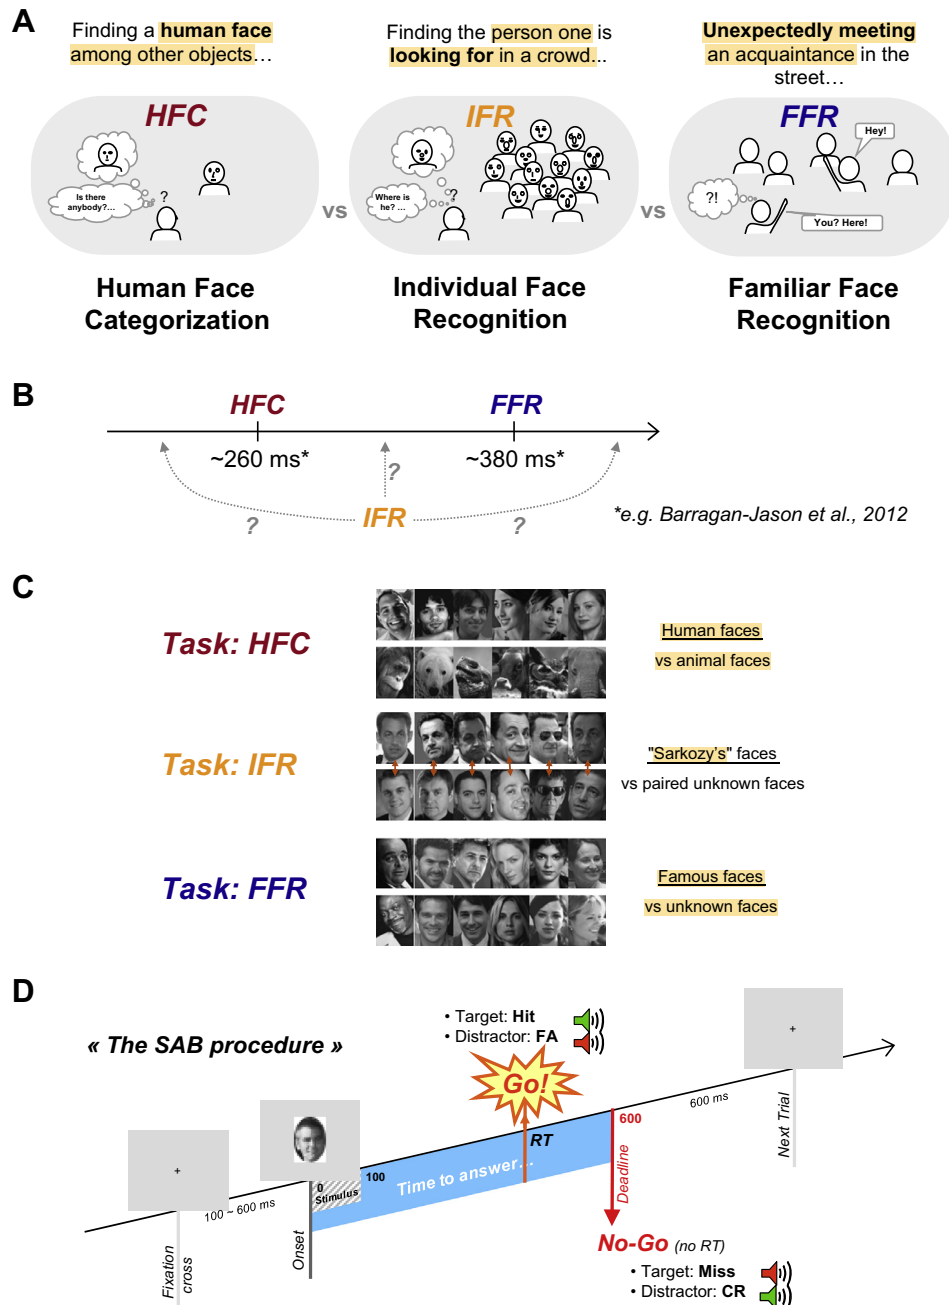 A
Finding a human face
among other objects…
Finding the person one is
looking for in a crowd...
Unexpectedly meeting
an acquaintance in the
street…
HFC
IFR
FFR
Hey!
Is there
anybody?…
?
Where is
he? …
?
?!
You? Here!
vs
vs
Human Face
Categorization
Individual Face
Recognition
Familiar Face
Recognition
B
HFC
FFR
~260 ms*
~380 ms*
?
IFR
?
?
*e.g. Barragan-Jason et al., 2012
C
Task: HFC
Human faces
vs animal faces
Task: IFR
"Sarkozy's" faces
vs paired unknown faces
Task: FFR
Famous faces
vs unknown faces
D
« The SAB procedure »
• Target: Hit
• Distractor: FA
Go!
600 ms
600
RT
Next Trial
100
Time to answer…
0
Stimulus
Deadline
100 ~ 600 ms
Onset
Fixation
cross
No-Go (no RT)
• Target: Miss
• Distractor: CR